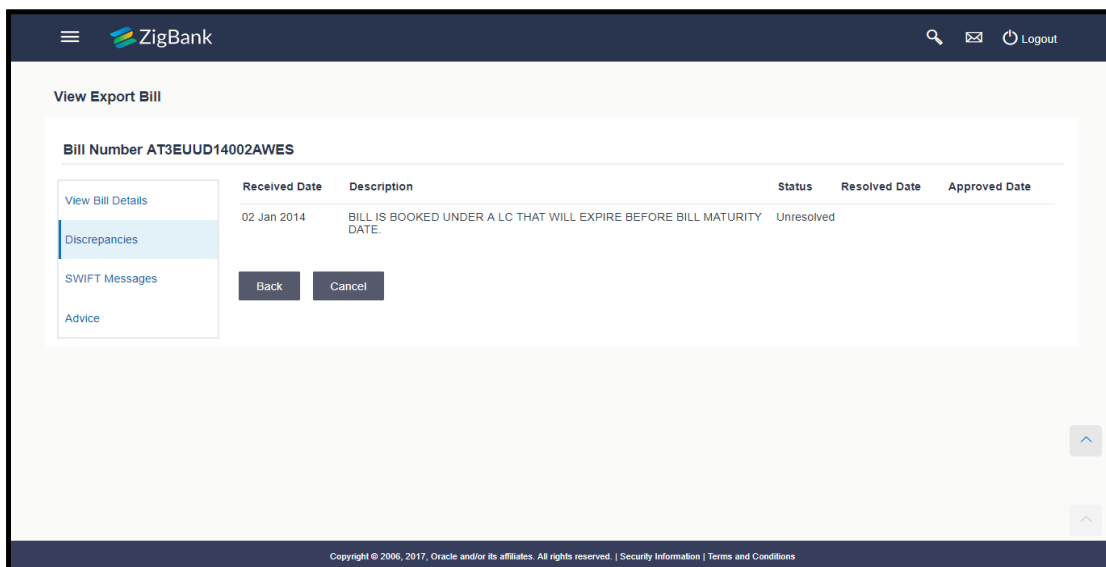 ZigBank
Logout
View Export Bill
Bill Number AT3EUUD14002AWES
View Bill Details
Discrepancies
SWIFT Messages
Advice
Received Date Description Status Resolved Date Approved Date
02 Jan 2014 BILL IS BOOKED UNDER A LC THAT WILL EXPIRE BEFORE BILL MATURITY Unresolved
DATE.
Back Cancel
Copyright © 2006, 2017, Oracle and/or its affiliates. All rights reserved. | Security Information | Terms and Conditions